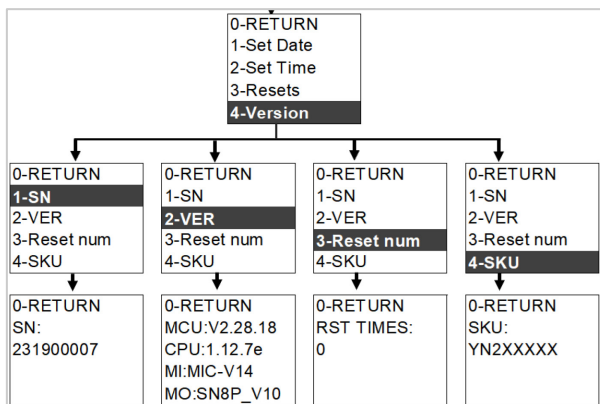 0-RETURN
1-Set Date
2-Set Time
3-Resets
4-Version
0-RETURN
1-SN
2-VER
3-Reset num
4-SKU
0-RETURN
1-SN
2-VER
3-Reset num
4-SKU
0-RETURN
1-SN
2-VER
3-Reset num
4-SKU
0-RETURN
1-SN
2-VER
3-Reset num
4-SKU
0-RETURN
SN:
231900007
0-RETURN
MCU:V2.28.18
CPU:1.12.7e
MI:MIC-V14
MO:SN8P_V10
0-RETURN
RST TIMES:
0
0-RETURN
SKU:
YN2XXXXX